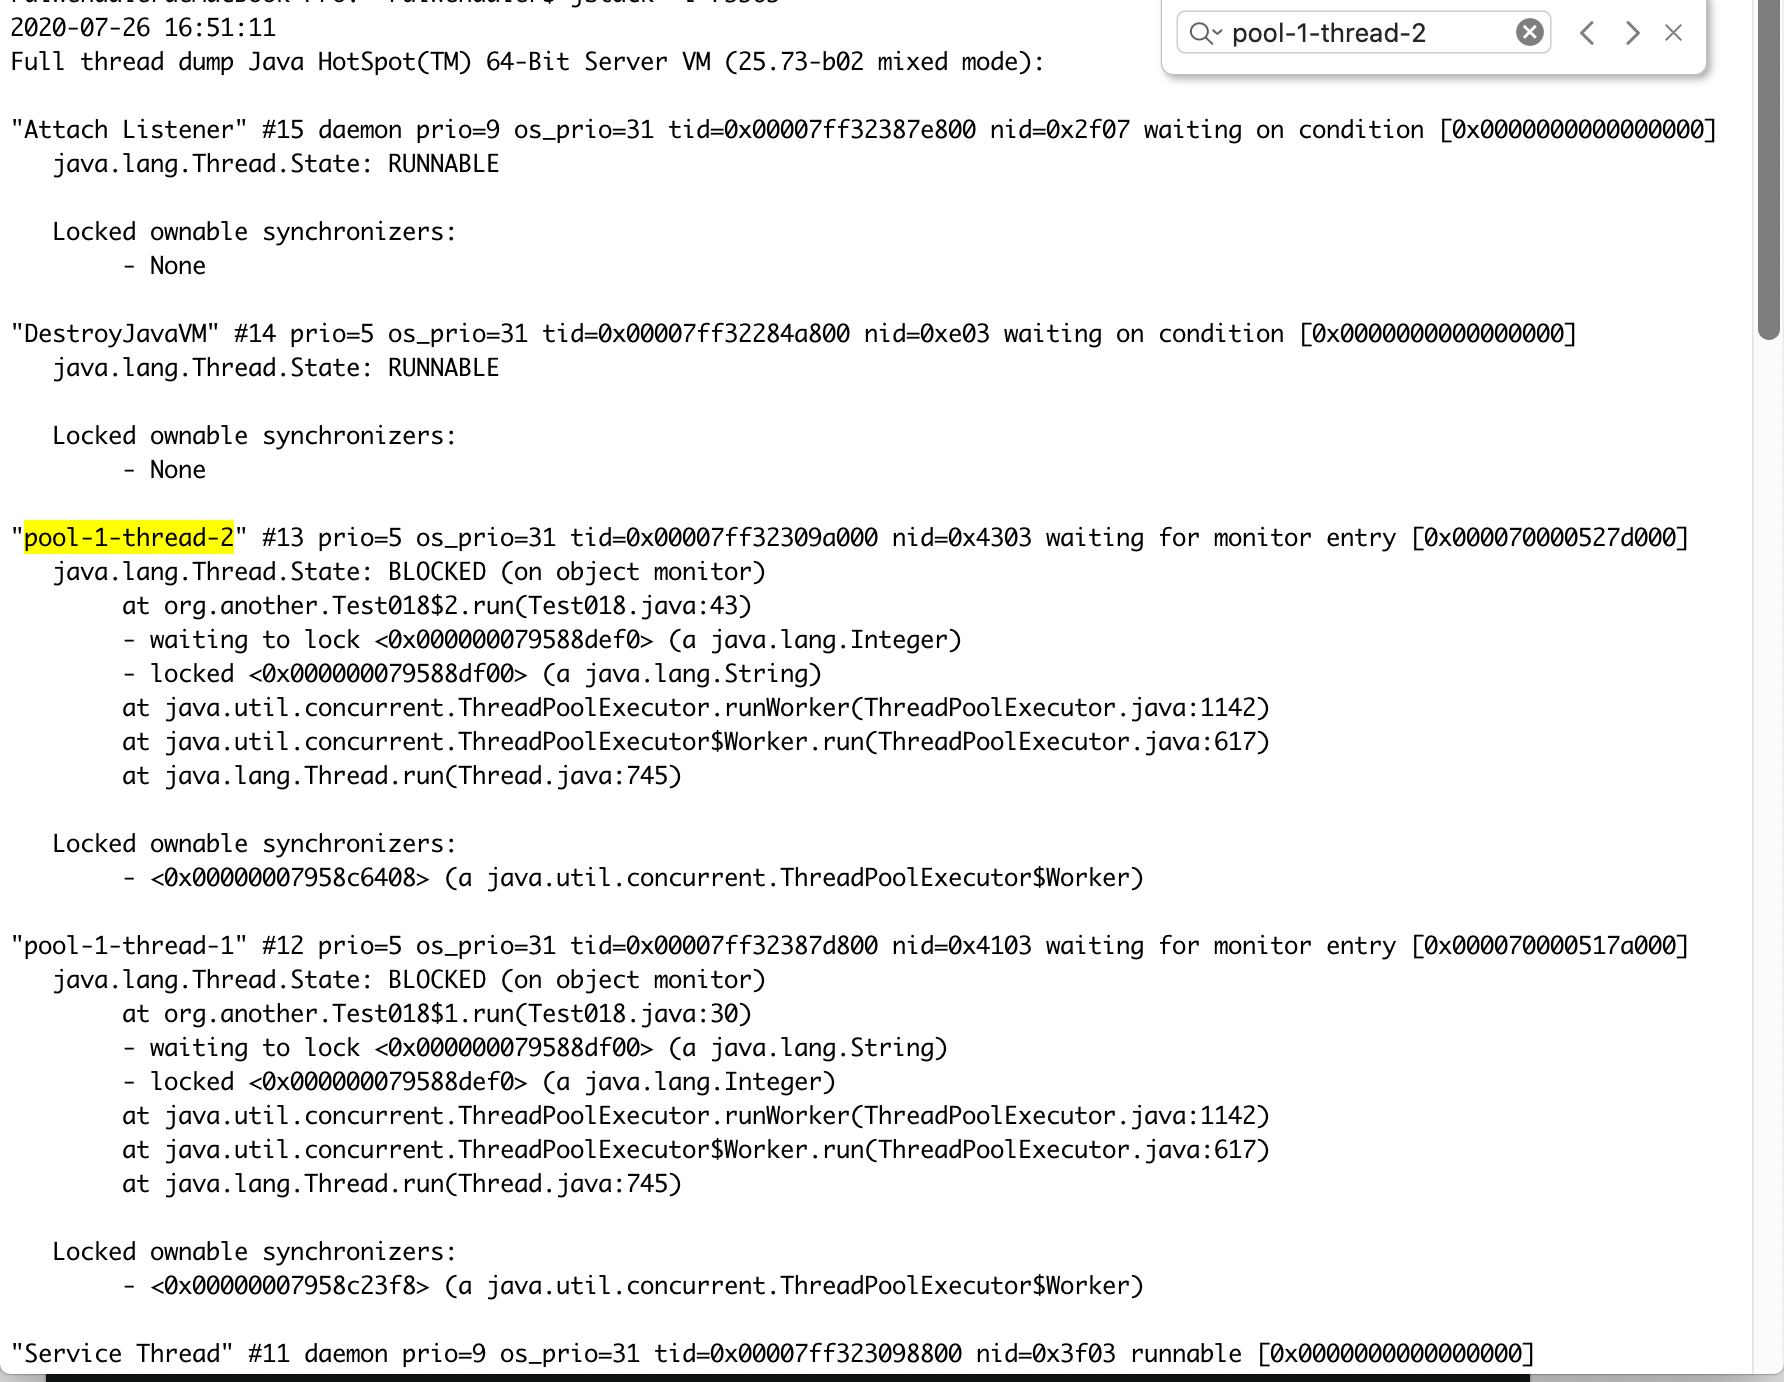 2020-07-26 16:51:11
pool-1-thread-2
Full thread dump Java HotSpot(TM) 64-Bit Server VM (25.73-b02 mixed mode):
"Attach Listener" #15 daemon prio=9 os_prio=31 tid=0x00007ff32387e800 nid=0x2f07 waiting on condition [0x0000000000000000]
java.lang.Thread.State: RUNNABLE
Locked ownable synchronizers:
- None
"DestroyJavaVM" #14 prio=5 os_prio=31 tid=0x00007ff32284a800 nid=0xe03 waiting on condition [0x0000000000000000]
java.lang.Thread.State: RUNNABLE
Locked ownable synchronizers:
- None
"pool-1-thread-2" #13 prio=5 os_prio=31 tid=0x00007ff32309a000 nid=0x4303 waiting for monitor entry [0x000070000527d000]
java.lang.Thread.State: BLOCKED (on object monitor)
at org.another.Test018$2.run(Test018.java:43)
- waiting to lock <0x000000079588def0> (a java.lang.Integer)
- locked <0x000000079588df00> (a java.lang.String)
at java.util.concurrent.ThreadPoolExecutor.runWorker(ThreadPoolExecutor.java:1142)
at java.util.concurrent.ThreadPoolExecutor$Worker.run(ThreadPoolExecutor.java:617)
at java.lang.Thread.run(Thread.java:745)
Locked ownable synchronizers:
- <0x00000007958c6408> (a java.util.concurrent.ThreadPoolExecutor$Worker)
"pool-1-thread-1" #12 prio=5 os_prio=31 tid=0x00007ff32387d800 nid=0x4103 waiting for monitor entry [0x000070000517a000]
java.lang.Thread.State: BLOCKED (on object monitor)
at org.another.Test018$1.run(Test018.java:30)
- waiting to lock <0x000000079588df00> (a java.lang.String)
- locked <0x000000079588def0> (a java.lang.Integer)
at java.util.concurrent.ThreadPoolExecutor.runWorker(ThreadPoolExecutor.java:1142)
at java.util.concurrent.ThreadPoolExecutor$Worker.run(ThreadPoolExecutor.java:617)
at java.lang.Thread.run(Thread.java:745)
Locked ownable synchronizers:
- <0x00000007958c23f8> (a java.util.concurrent.ThreadPoolExecutor$Worker)
"Service Thread" #11 daemon prio=9 os_prio=31 tid=0x00007ff323098800 nid=0x3f03 runnable [0x0000000000000000]